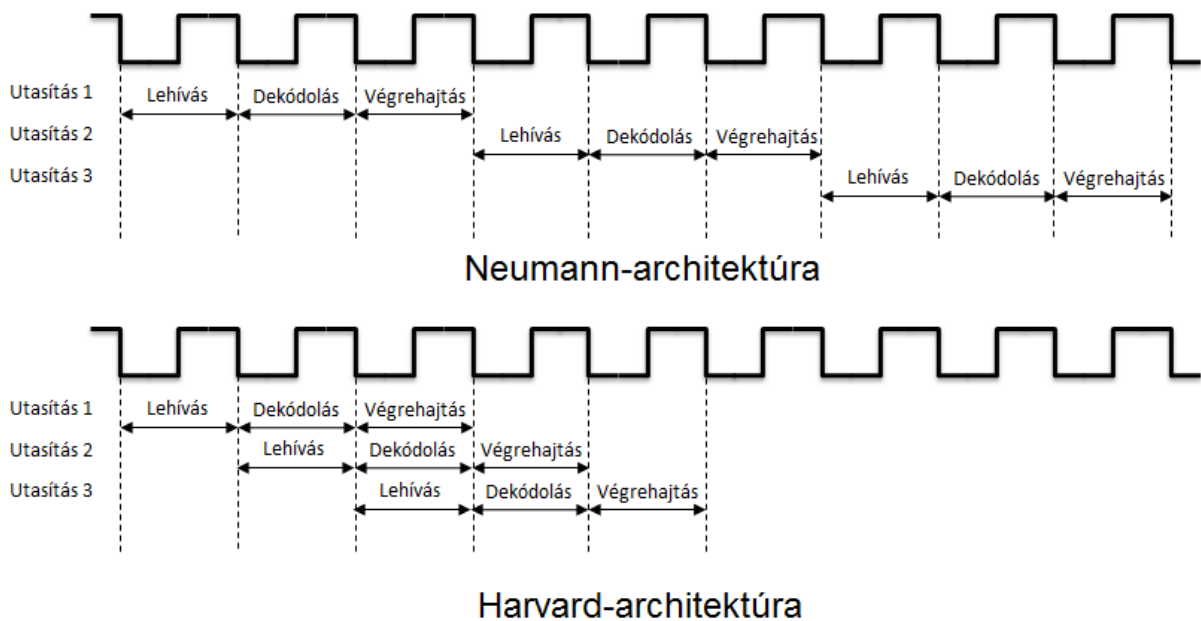 Utasítás 1 Lehívás Dekódolás Végrehajtás
Utasítás 2 Lehívás Dekódolás Végrehajtás
Utasítás 3 Lehívás Dekódolás Végrehajtás
Neumann-architektúra
Utasítás 1 Lehívás Dekódolás Végrehajtás
Utasítás 2 Lehívás Dekódolás Végrehajtás
Utasítás 3 Lehívás Dekódolás Végrehajtás
Harvard-architektúra